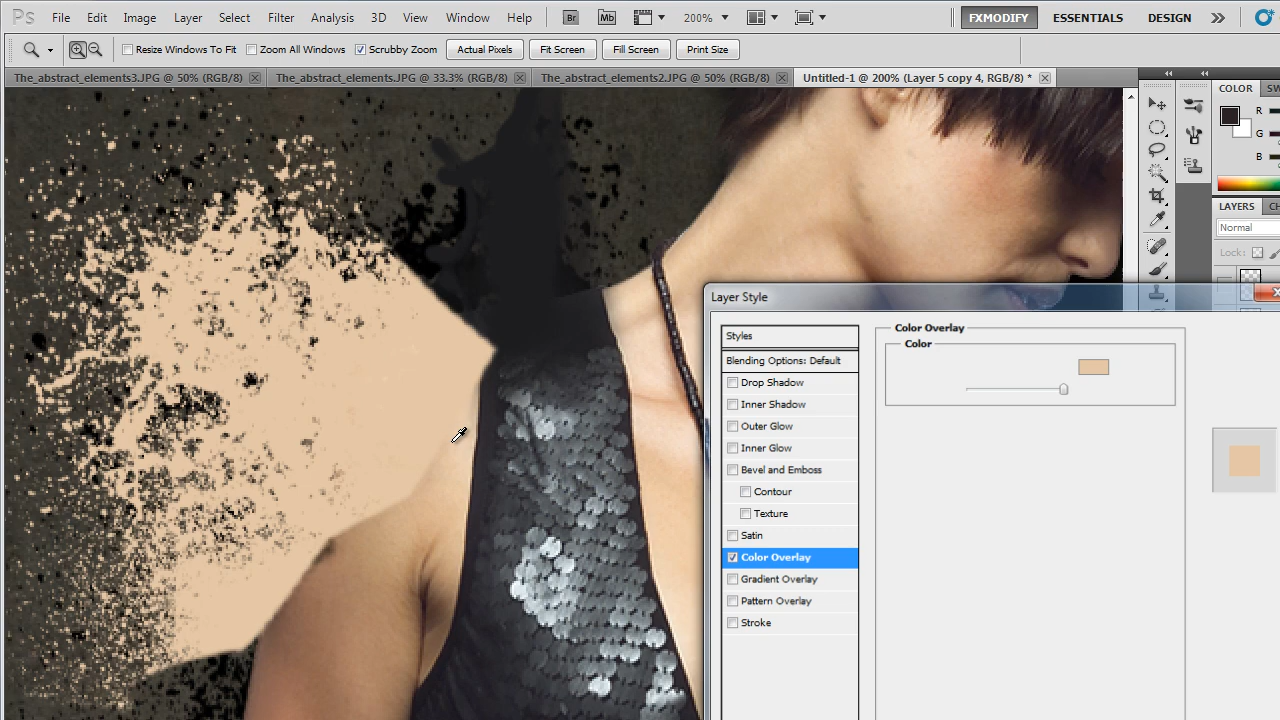 Ps File Edit Image Layer Select Filter Analysis 3D View Window Help Br Mb 200% FXMODIFY ESSENTIALS DESIGN
Resize Windows To Fit Zoom All Windows Scrubby Zoom Actual Pixels Fit Screen Fill Screen Print Size
The_abstract_elements3.JPG @ 50% (RGB/8) The_abstract_elements.JPG @ 33.3% (RGB/8) The_abstract_elements2.JPG @ 50% (RGB/8) Untitled-1 @ 200% (Layer 5 copy 4, RGB/8) *
COLOR SW
R
G
B
LAYERS CH
Normal
Lock:
Layer Style
Styles
Blending Options: Default
Drop Shadow
Inner Shadow
Outer Glow
Inner Glow
Bevel and Emboss
Contour
Texture
Satin
Color Overlay
Gradient Overlay
Pattern Overlay
Stroke
Color Overlay
Color